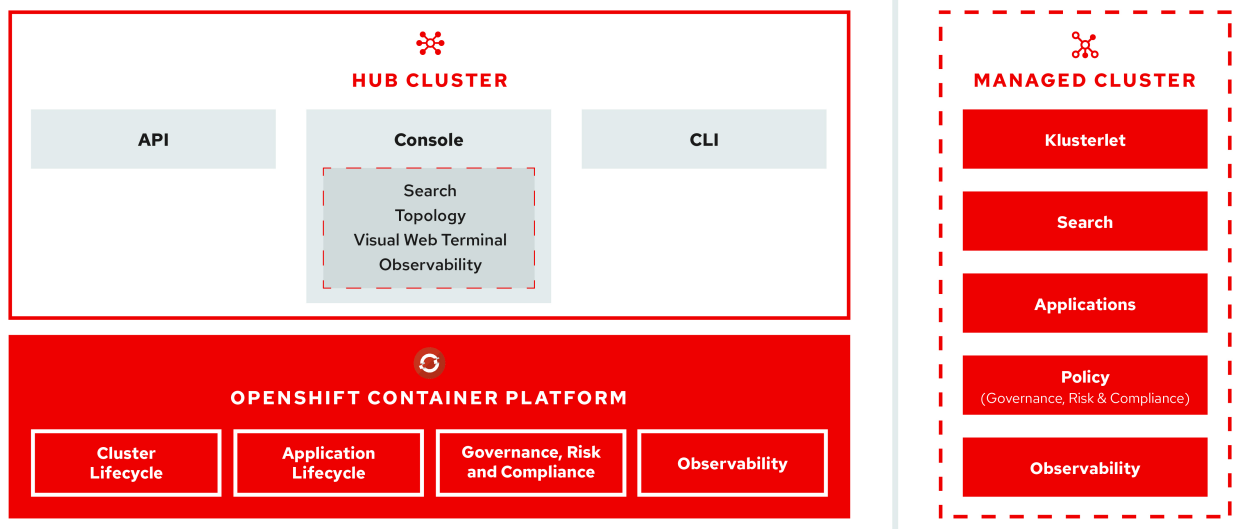 HUB CLUSTER
API
Console
CLI
Search
Topology
Visual Web Terminal
Observability
OPENSHIFT CONTAINER PLATFORM
Cluster
Lifecycle
Application
Lifecycle
Governance, Risk
and Compliance
Observability
MANAGED CLUSTER
Klusterlet
Search
Applications
Policy
(Governance, Risk & Compliance)
Observability